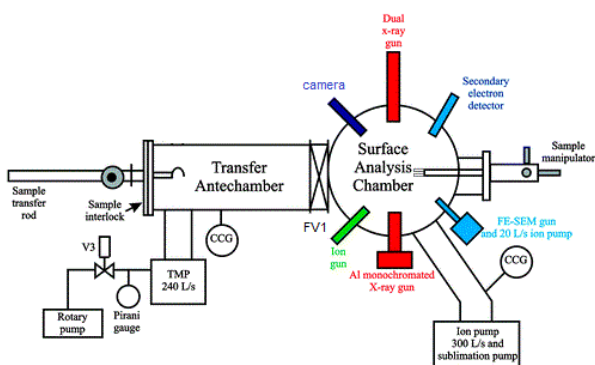 Dual
x-ray
gun
camera
Secondary
electron
detector
Surface
Analysis
Chamber
Transfer
Antechamber
Sample
manipulator
Sample
transfer
rod
Sample
interlock
FV1
CCG
Ion
gun
Al monochromated
X-ray gun
FE-SEM gun
and 20 L/s ion pump
V3
TMP
240 L/s
CCG
Rotary
pump
Pirani
gauge
Ion pump
300 L/s and
sublimation pump